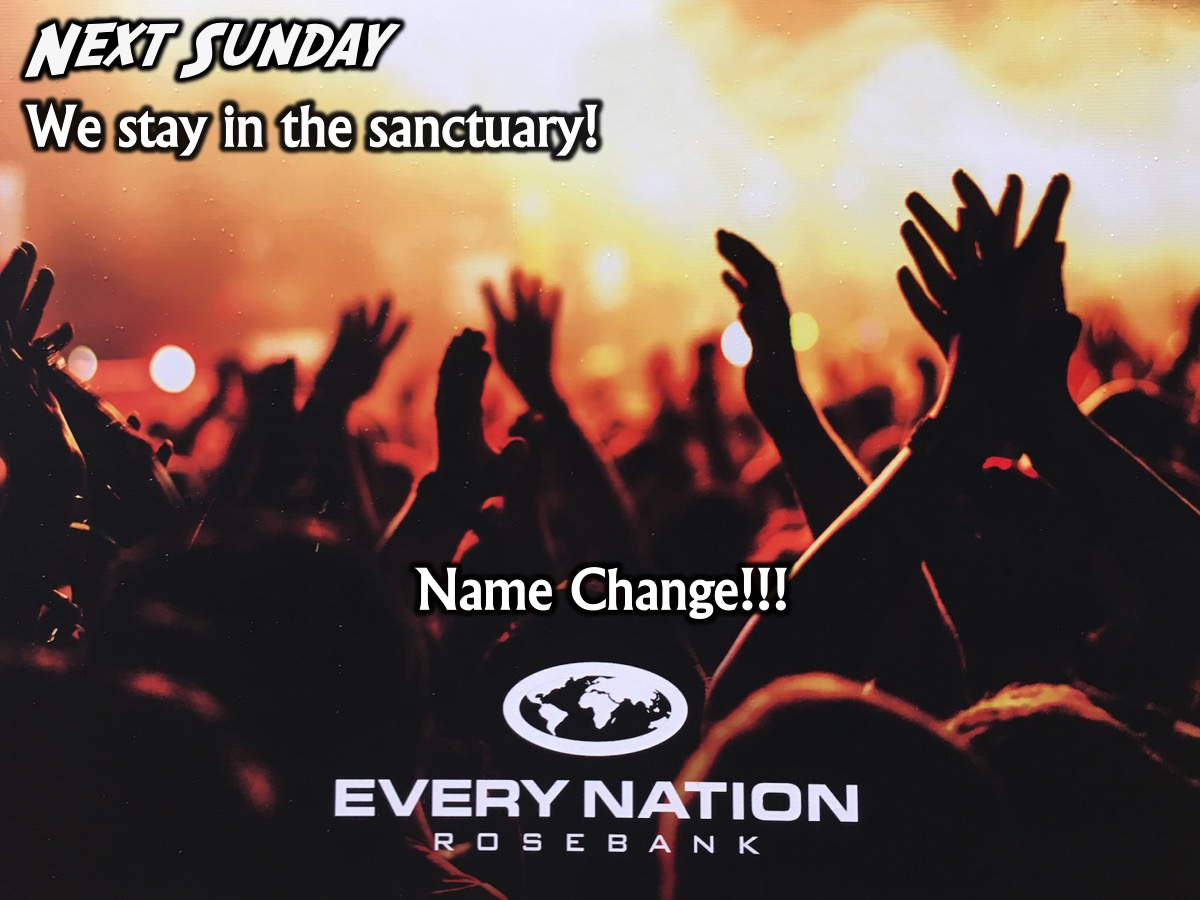 Next Sunday
We stay in the sanctuary!
Name Change!!!
EVERY NATION
ROSEBANK